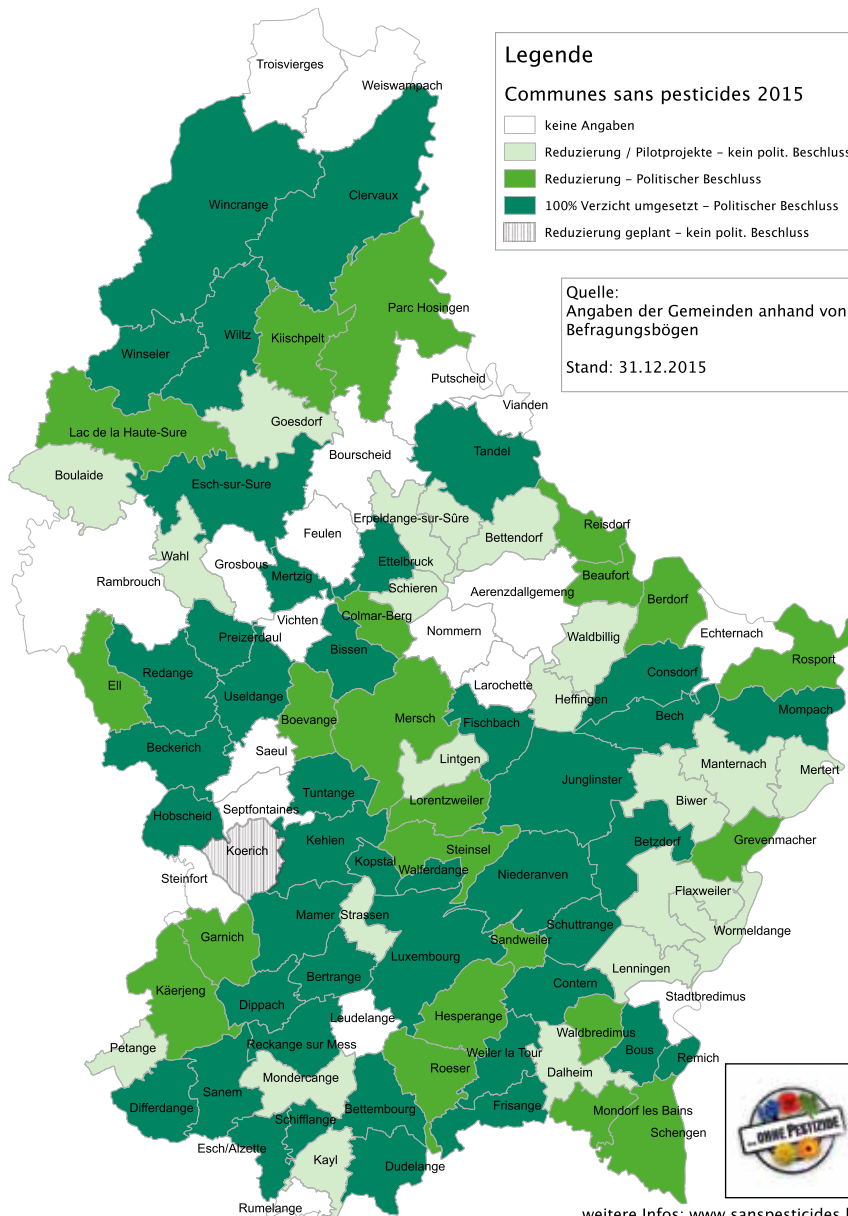 Legende
Communes sans pesticides 2015
keine Angaben
Reduzierung / Pilotprojekte – kein polit. Beschluss
Reduzierung – Politischer Beschluss
100% Verzicht umgesetzt – Politischer Beschluss
Reduzierung geplant – kein polit. Beschluss
Quelle:
Angaben der Gemeinden anhand von
Befragungsbögen
Stand: 31.12.2015
Troisvierges
Weiswampach
Clervaux
Wincrange
Parc Hosingen
Wiltz
Kiischpelt
Winseler
Putscheid
Vianden
Goesdorf
Lac de la Haute-Sure
Tandel
Bourscheid
Boulaide
Esch-sur-Sure
Erpeldange-sur-Sûre
Reisdorf
Feulen
Bettendorf
Wahl
Grosbous
Ettelbruck
Mertzig
Beaufort
Rambrouch
Schieren
Aerenzdallgemeng
Berdorf
Colmar-Berg
Vichten
Nommern
Waldbillig
Echternach
Preizerdaul
Bissen
Rosport
Redange
Consdorf
Ell
Larochette
Useldange
Heffingen
Mompach
Boevange
Mersch
Fischbach
Bech
Beckerich
Saeul
Lintgen
Manternach
Mertert
Junglinster
Tuntange
Lorentzweiler
Biwer
Septfontaines
Hobscheid
Kehlen
Betzdorf
Grevenmacher
Koerich
Steinsel
Kopstal
Walferdange
Niederanven
Steinfort
Flaxweiler
Mamer
Strassen
Schuttrange
Wormeldange
Garnich
Sandweiler
Luxembourg
Lenningen
Bertrange
Contern
Käerjeng
Stadtbredimus
Dippach
Leudelange
Hesperange
Waldbredimus
Petange
Reckange sur Mess
Weiler la Tour
Bous
Remich
Roeser
Dalheim
Mondercange
Sanem
Differdange
Bettembourg
Frisange
Mondorf les Bains
Schifflange
Schengen
Esch/Alzette
Kayl
Dudelange
Rumelange
... OHNE PESTIZIDE
weitere Infos: www.sanspesticides.l